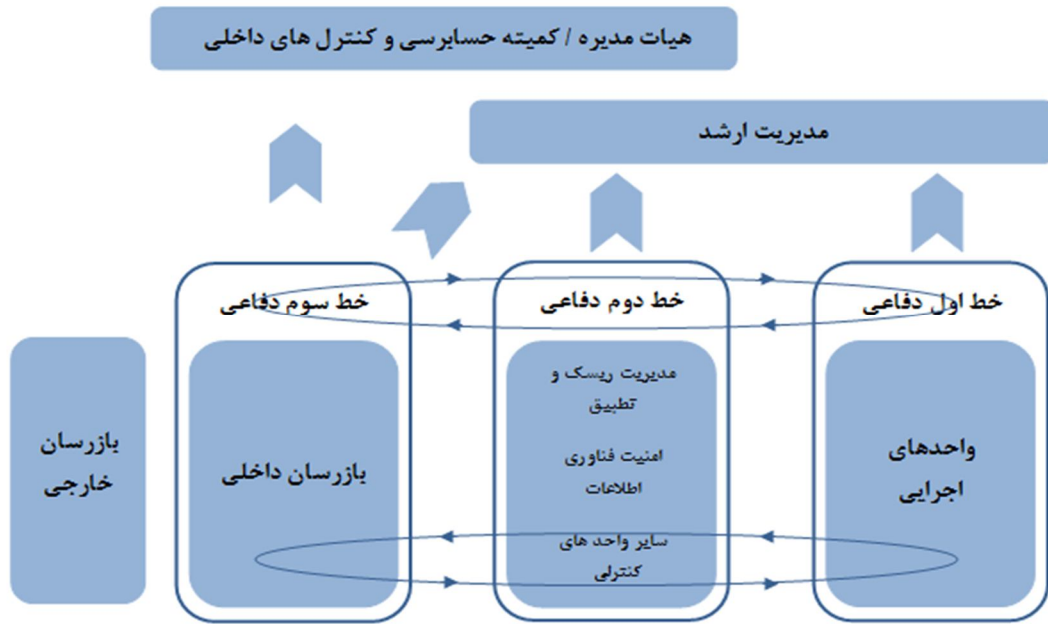 هیات مدیره / کمیته حسابرسی و کنترل های داخلی
مدیریت ارشد
خط اول دفاعی
خط دوم دفاعی
خط سوم دفاعی
واحدهای
اجرایی
مدیریت ریسک و
تطبیق
امنیت فناوری
اطلاعات
سایر واحد های
کنترلی
بازرسان داخلی
بازرسان
خارجی